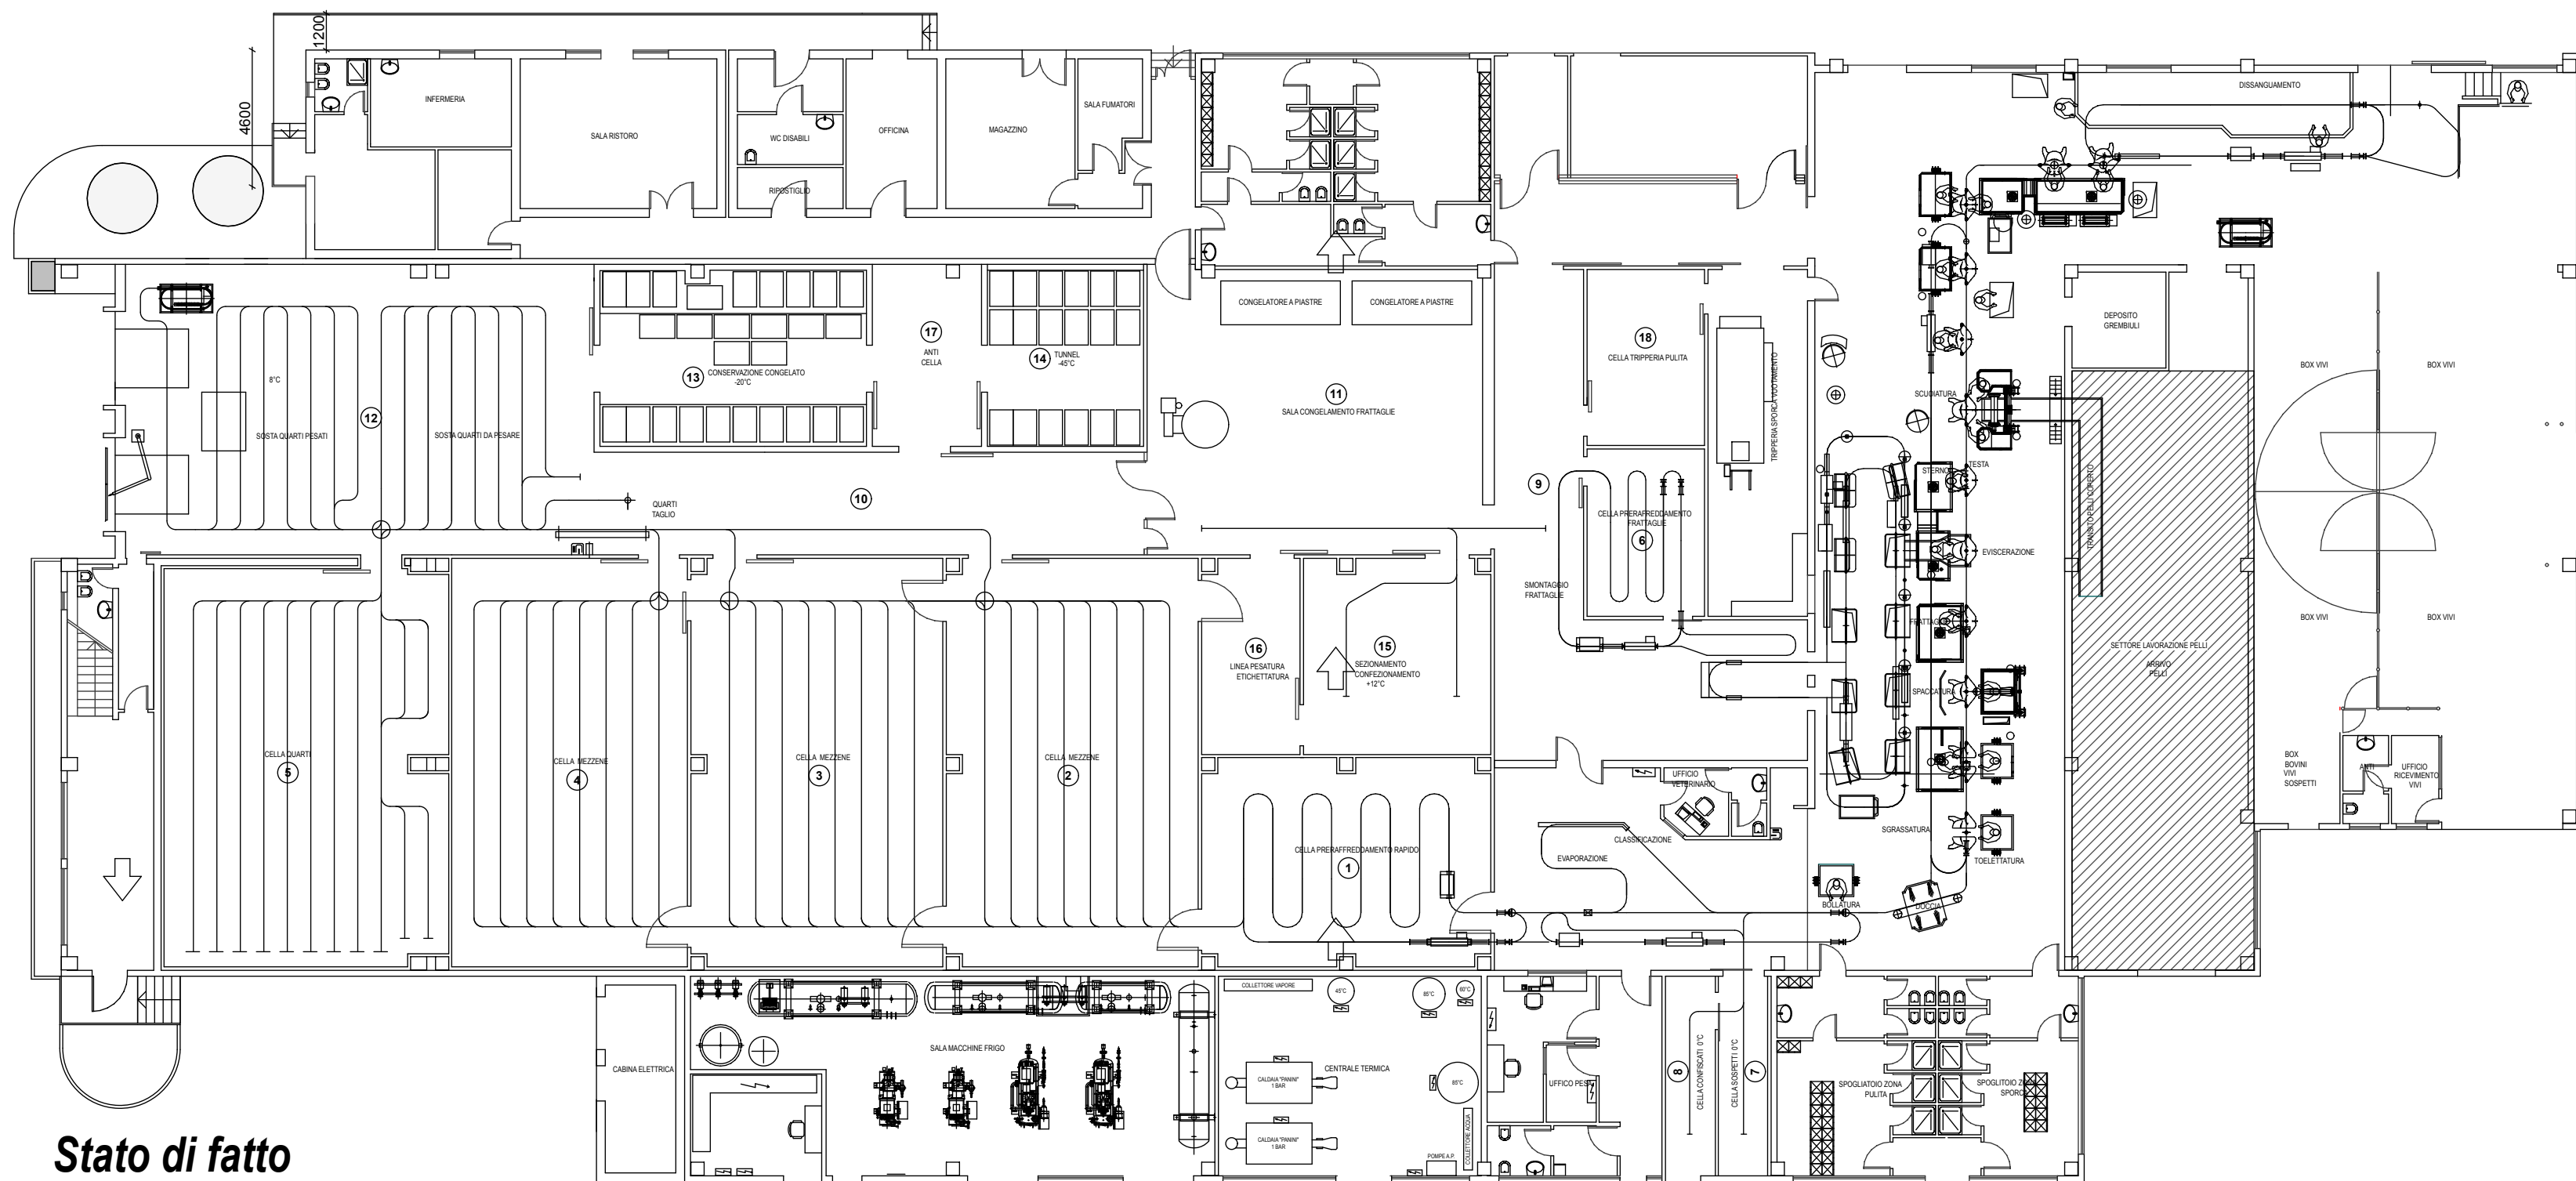 1200
4600
INFERMERIA
SALA RISTORO
WC DISABILI
RIPOSTIGLIO
OFFICINA
MAGAZZINO
SALA FUMATORI
DISSANGUAMENTO
CONGELATORE A PIASTRE
CONGELATORE A PIASTRE
8°C
12
SOSTA QUARTI PESATI
SOSTA QUARTI DA PESARE
13
CONSERVAZIONE CONGELATO
-20°C
17
ANTI
CELLA
14
TUNNEL
-45°C
11
SALA CONGELAMENTO FRATTAGLIE
18
CELLA TRIPPERIA PULITA
TRIPPERIA SPORCA VUOTAMENTO
DEPOSITO
GREMBIULI
BOX VIVI
BOX VIVI
SCUOIATURA
TESTA
STERNO
10
QUARTI
TAGLIO
9
CELLA PRERAFREDDAMENTO
FRATTAGLIE
6
SMONTAGGIO
FRATTAGLIE
EVISCERAZIONE
TRANSITO PELLI COPERTO
BOX VIVI
BOX VIVI
FRATTAGLIE
SETTORE LAVORAZIONE PELLI
ARRIVO
PELLI
16
LINEA PESATURA
ETICHETTATURA
15
SEZIONAMENTO
CONFEZIONAMENTO
+12°C
SPACCATURA
CELLA QUARTI
5
CELLA MEZZENE
4
CELLA MEZZENE
3
CELLA MEZZENE
2
UFFICIO
VETERINARIO
BOX
BOVINI
VIVI
SOSPETTI
ANTI
UFFICIO
RICEVIMENTO
VIVI
CELLA PRERAFFREDDAMENTO RAPIDO
1
EVAPORAZIONE
CLASSIFICAZIONE
SGRASSATURA
TOELETTATURA
BOLLATURA
DOCCIA
COLLETTORE VAPORE
45°C
85°C
60°C
SALA MACCHINE FRIGO
CABINA ELETTRICA
CENTRALE TERMICA
CALDAIA "PANINI"
1 BAR
85°C
CALDAIA "PANINI"
1 BAR
COLLETTORE ACQUA
POMPE A.P.
UFFICO PESA
8
CELLA CONFISCATI 0°C
CELLA SOSPETTI 0°C
7
SPOGLIATOIO ZONA
PULITA
SPOGLITOIO ZONA
SPORCA
Stato di fatto